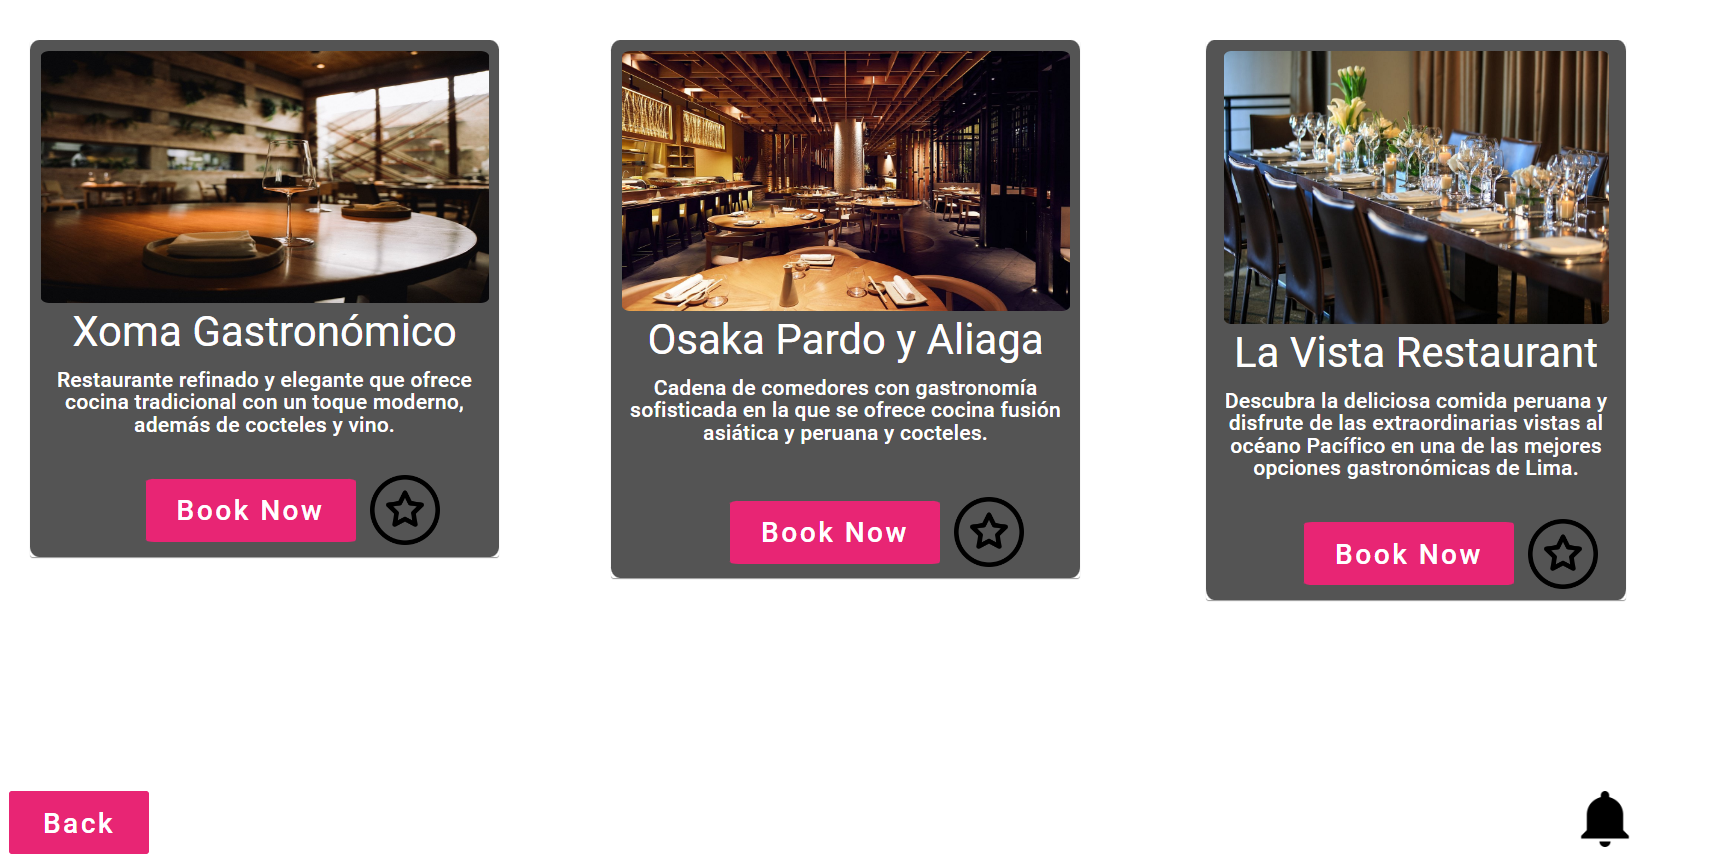 Xoma Gastronómico
Restaurante refinado y elegante que ofrece
cocina tradicional con un toque moderno,
además de cocteles y vino.
Book Now
Osaka Pardo y Aliaga
Cadena de comedores con gastronomía
sofisticada en la que se ofrece cocina fusión
asiática y peruana y cocteles.
Book Now
La Vista Restaurant
Descubra la deliciosa comida peruana y
disfrute de las extraordinarias vistas al
océano Pacífico en una de las mejores
opciones gastronómicas de Lima.
Book Now
Back